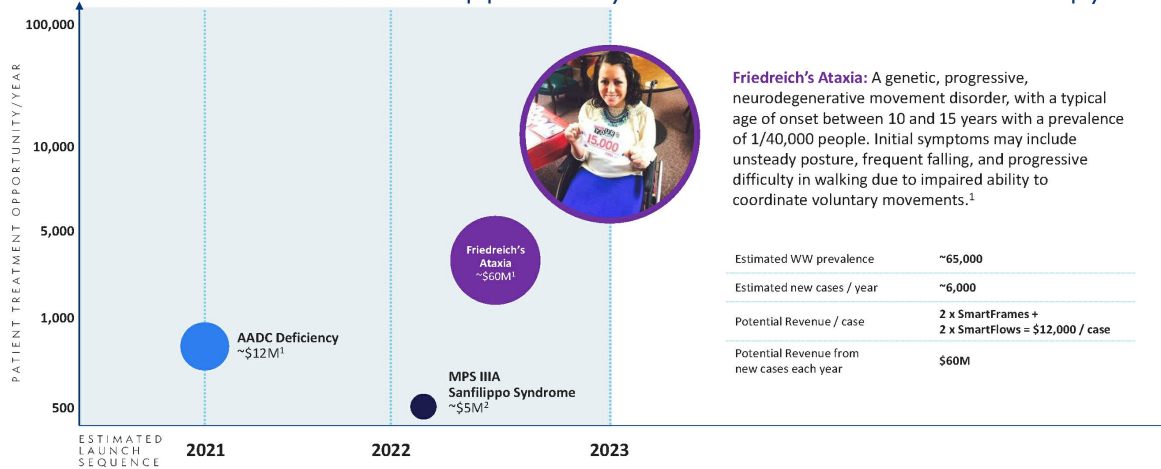 100,000
10,000
5,000
1,000
500
PATIENT TREATMENT OPPORTUNITY/YEAR
15,000
Friedreich's
Ataxia
~$60M¹
AADC Deficiency
~$12M¹
MPS IIIA
Sanfilippo Syndrome
~$5M²
ESTIMATED
LAUNCH
SEQUENCE
2021
2022
2023
Friedreich's Ataxia: A genetic, progressive,
neurodegenerative movement disorder, with a typical
age of onset between 10 and 15 years with a prevalence
of 1/40,000 people. Initial symptoms may include
unsteady posture, frequent falling, and progressive
difficulty in walking due to impaired ability to
coordinate voluntary movements.¹
Estimated WW prevalence ~65,000
Estimated new cases / year ~6,000
Potential Revenue / case 2 x SmartFrames +
2 x SmartFlows = $12,000 / case
Potential Revenue from
new cases each year $60M